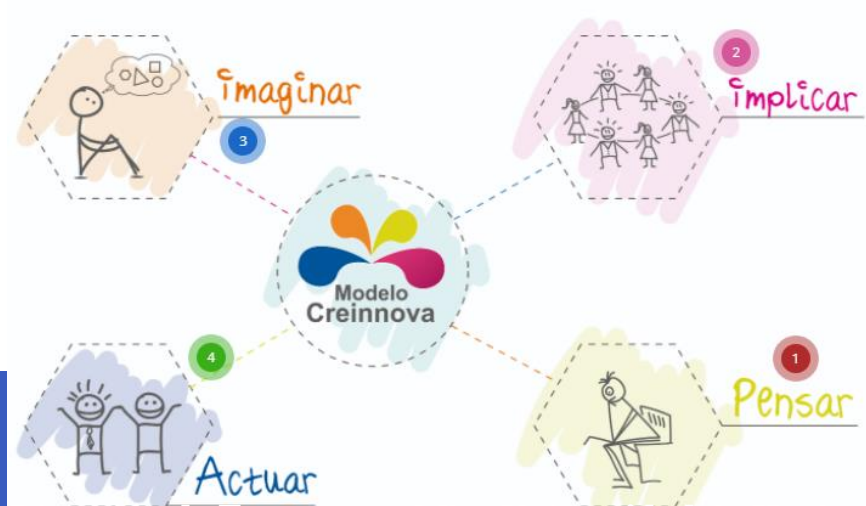 imaginar
3
2
implicar
Modelo
Creinnova
4
Actuar
1
Pensar